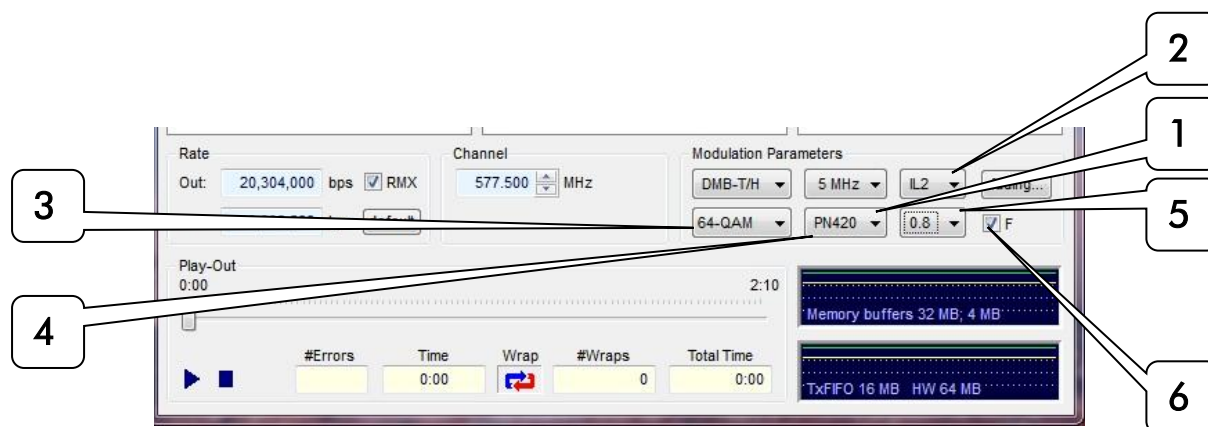 2
1
Rate
Channel
Modulation Parameters
Out: 20,304,000 bps RMX
577.500 MHz
DMB-T/H 5 MHz IL2
3
5
64-QAM PN420 0.8 F
Play-Out
0:00 2:10
4
Memory buffers 32 MB; 4 MB
#Errors Time Wrap #Wraps Total Time
0:00 0 0:00
TxFIFO 16 MB HW 64 MB
6